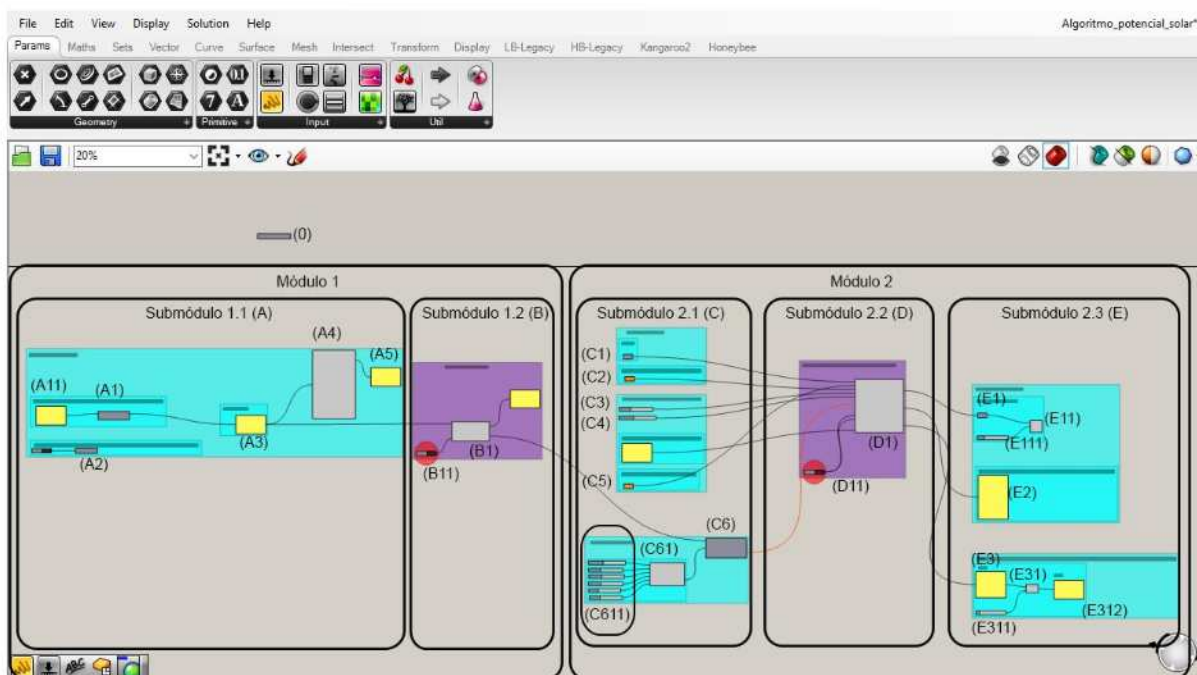 File Edit View Display Solution Help
Algoritmo_potencial_solar*
Params Maths Sets Vector Curve Surface Mesh Intersect Transform Display LB-Legacy HB-Legacy Kangaroo2 Honeybee
Geometry Primitive Input Util
20%
(0)
Módulo 1
Módulo 2
Submódulo 1.1 (A)
Submódulo 1.2 (B)
Submódulo 2.1 (C)
Submódulo 2.2 (D)
Submódulo 2.3 (E)
(A4)
(A5)
(A11)
(A1)
(A3)
(A2)
(B1)
(B11)
(C1)
(C2)
(C3)
(C4)
(C5)
(C6)
(C61)
(C611)
(D1)
(D11)
(E1)
(E11)
(E111)
(E2)
(E3)
(E31)
(E312)
(E311)